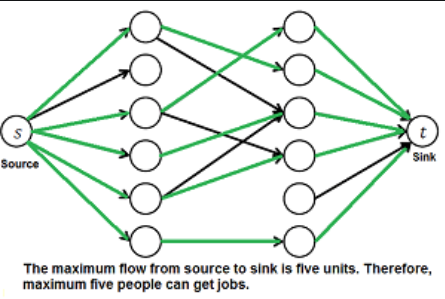 s
t
Source
Sink
The maximum flow from source to sink is five units. Therefore,
maximum five people can get jobs.